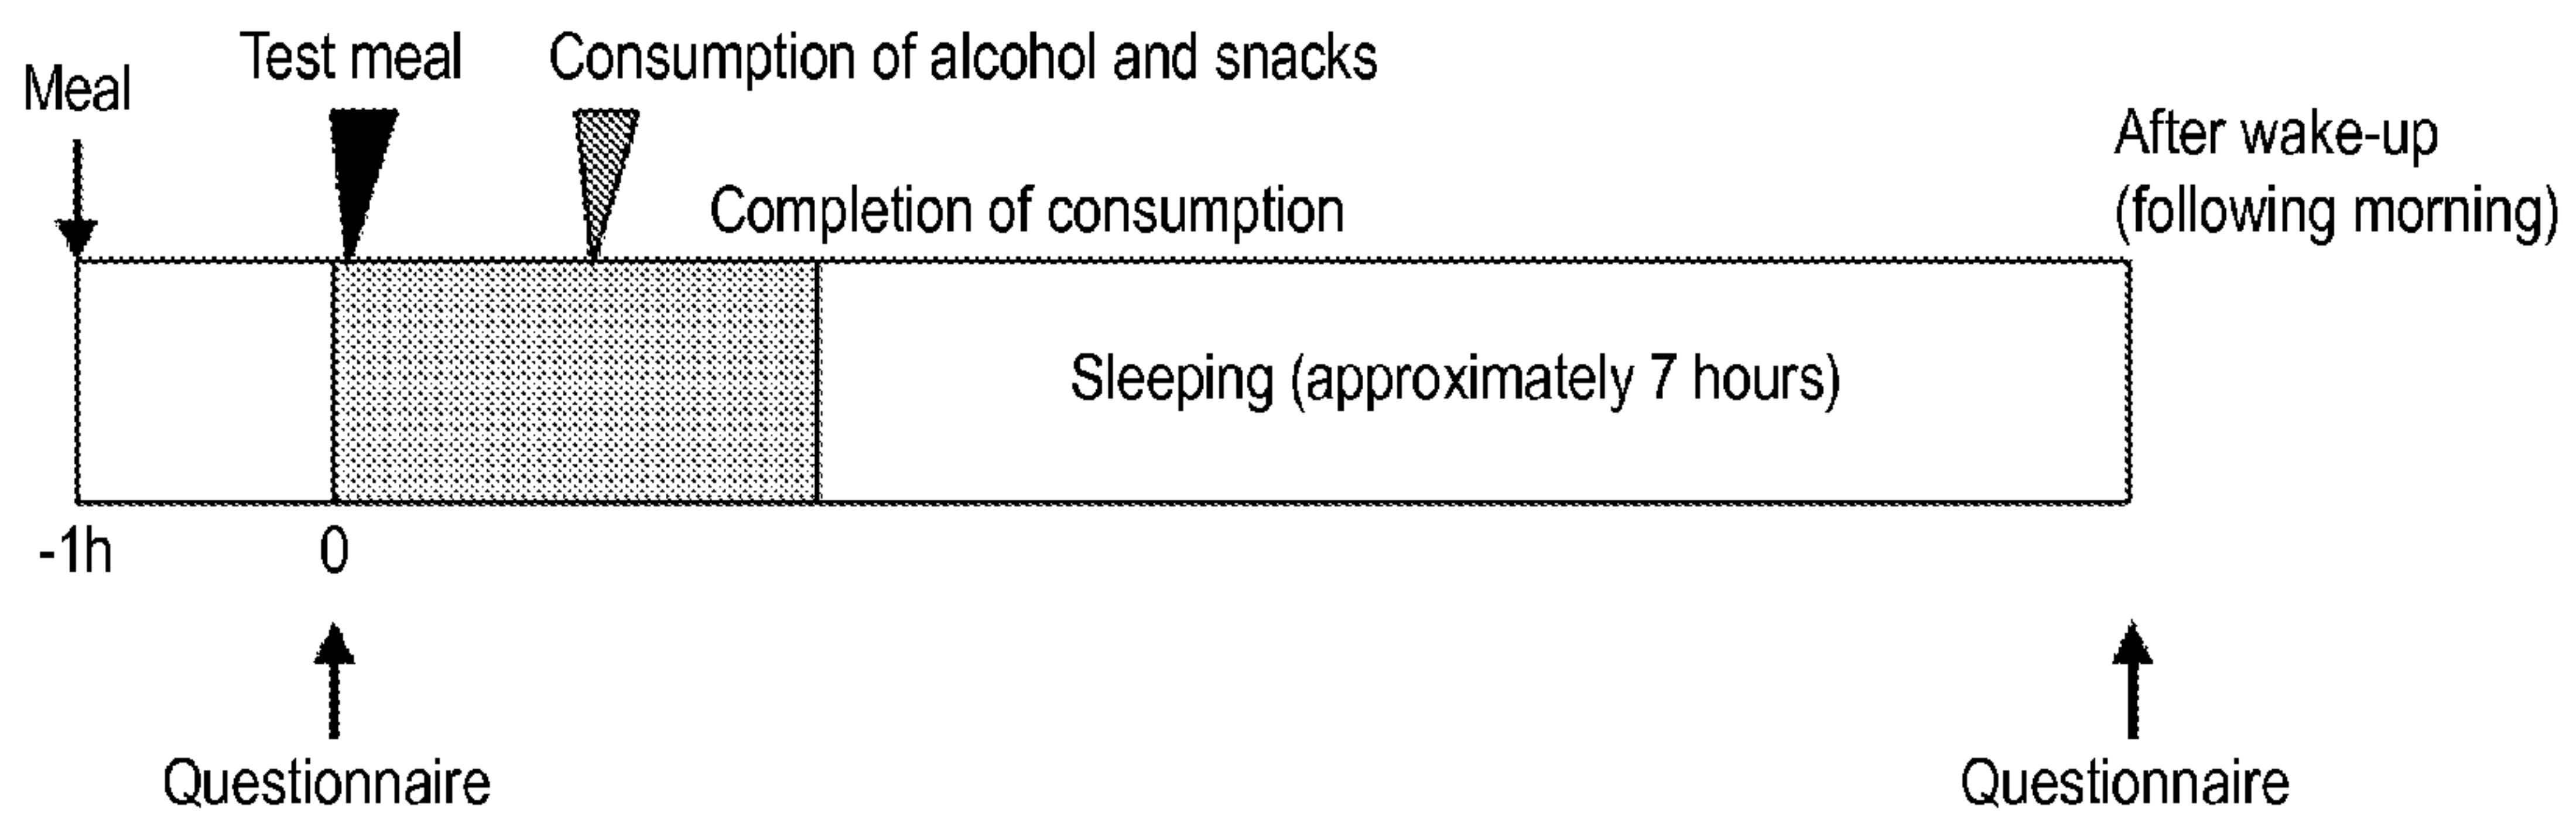 Meal
Test meal
Consumption of alcohol and snacks
Completion of consumption
After wake-up
(following morning)
Sleeping (approximately 7 hours)
-1h
0
Questionnaire
Questionnaire